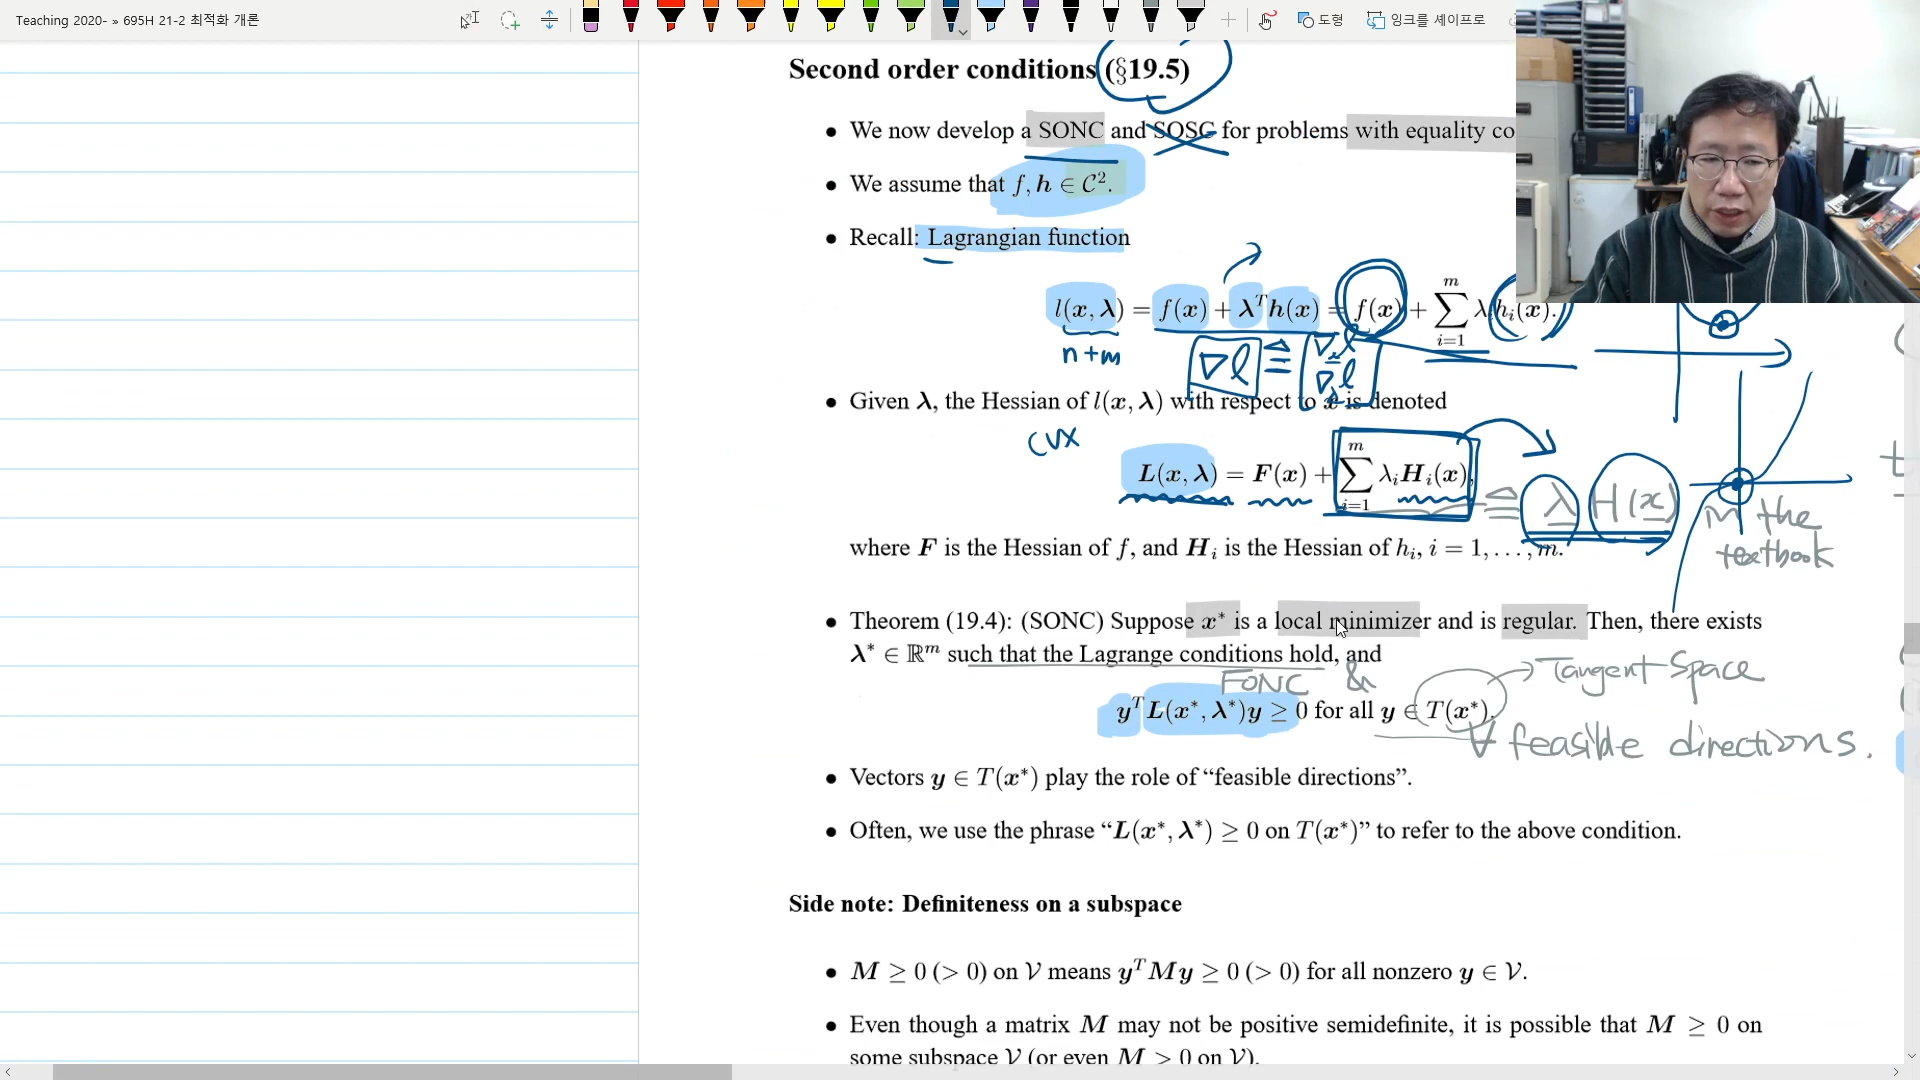 Teaching 2020- » 695H 21-2 최적화 개론
도형
잉크를 셰이프로
Second order conditions (§19.5)
• We now develop a SONC and SOSC for problems with equality co
• We assume that f, h ∈ C².
• Recall: Lagrangian function
l(x, λ) = f(x) + λᵀh(x) = f(x) + ∑ᵢ₌₁ᵐ λᵢhᵢ(x).
n+m
∇l ≜ [∇ₓl
∇λl]
• Given λ, the Hessian of l(x, λ) with respect to x is denoted
cvx
L(x, λ) = F(x) + ∑ᵢ₌₁ᵐ λᵢHᵢ(x), ≜ λ H(x)
in the
textbook
where F is the Hessian of f, and Hᵢ is the Hessian of hᵢ, i = 1, . . . , m.
• Theorem (19.4): (SONC) Suppose x* is a local minimizer and is regular. Then, there exists
λ* ∈ ℝᵐ such that the Lagrange conditions hold, and
FONC &
→ Tangent Space
yᵀL(x*, λ*)y ≥ 0 for all y ∈ T(x*).
∀ feasible directions.
• Vectors y ∈ T(x*) play the role of “feasible directions”.
• Often, we use the phrase “L(x*, λ*) ≥ 0 on T(x*)” to refer to the above condition.
Side note: Definiteness on a subspace
• M ≥ 0 (> 0) on V means yᵀMy ≥ 0 (> 0) for all nonzero y ∈ V.
• Even though a matrix M may not be positive semidefinite, it is possible that M ≥ 0 on
some subspace V (or even M > 0 on V).